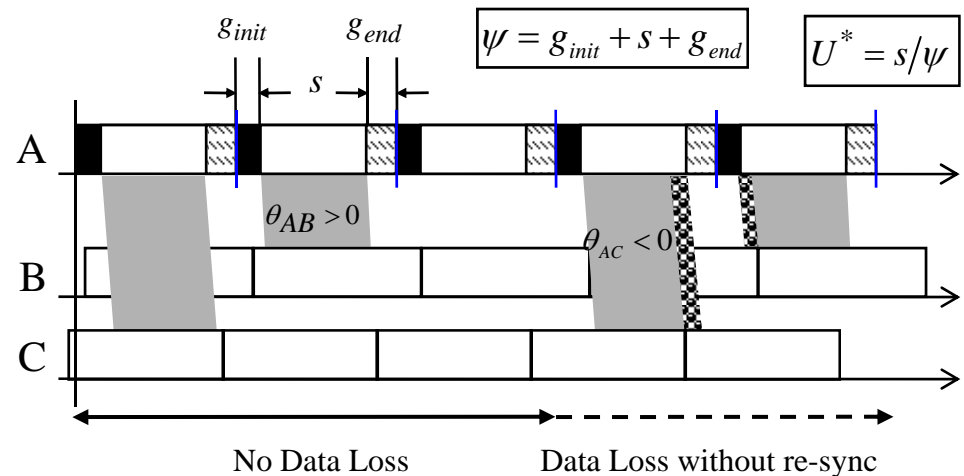 g_init g_end ψ = g_init + s + g_end U* = s/ψ
s
A
θ_AB > 0
θ_AC < 0
B
C
No Data Loss Data Loss without re-sync